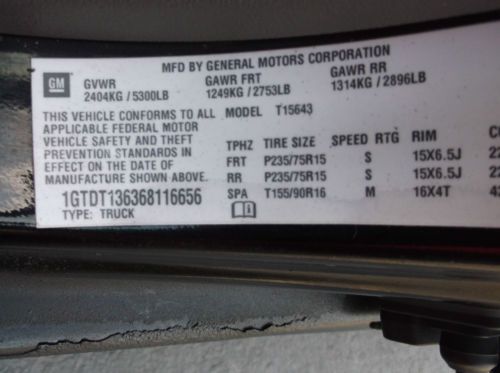 MFD BY GENERAL MOTORS CORPORATION
GM
GVWR GAWR FRT GAWR RR
2404KG / 5300LB 1249KG / 2753LB 1314KG / 2896LB
THIS VEHICLE CONFORMS TO ALL MODEL T15643
APPLICABLE FEDERAL MOTOR
VEHICLE SAFETY AND THEFT TPHZ TIRE SIZE SPEED RTG RIM
PREVENTION STANDARDS IN FRT P235/75R15 S 15X6.5J
EFFECT ON THE DATE OF RR P235/75R15 S 15X6.5J
MANUFACTURE SHOWN ABOVE. SPA T155/90R16 M 16X4T
1GTDT136368116656
TYPE: TRUCK